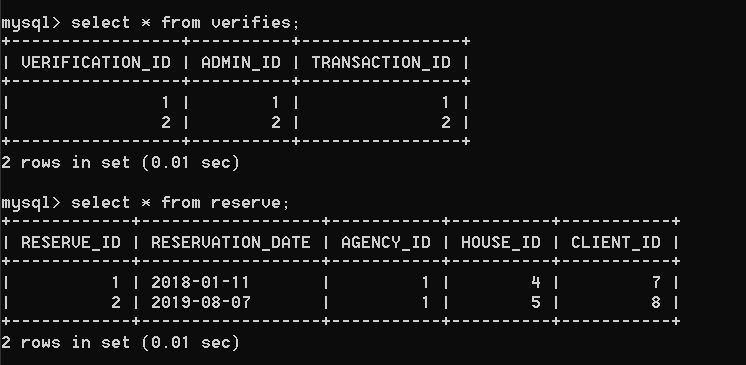 mysql> select * from verifies;
+-----------------+----------+----------------+
| VERIFICATION_ID | ADMIN_ID | TRANSACTION_ID |
+-----------------+----------+----------------+
|               1 |        1 |              1 |
|               2 |        2 |              2 |
+-----------------+----------+----------------+
2 rows in set (0.01 sec)
mysql> select * from reserve;
+------------+------------------+-----------+----------+-----------+
| RESERVE_ID | RESERVATION_DATE | AGENCY_ID | HOUSE_ID | CLIENT_ID |
+------------+------------------+-----------+----------+-----------+
|          1 | 2018-01-11       |         1 |        4 |         7 |
|          2 | 2019-08-07       |         1 |        5 |         8 |
+------------+------------------+-----------+----------+-----------+
2 rows in set (0.01 sec)